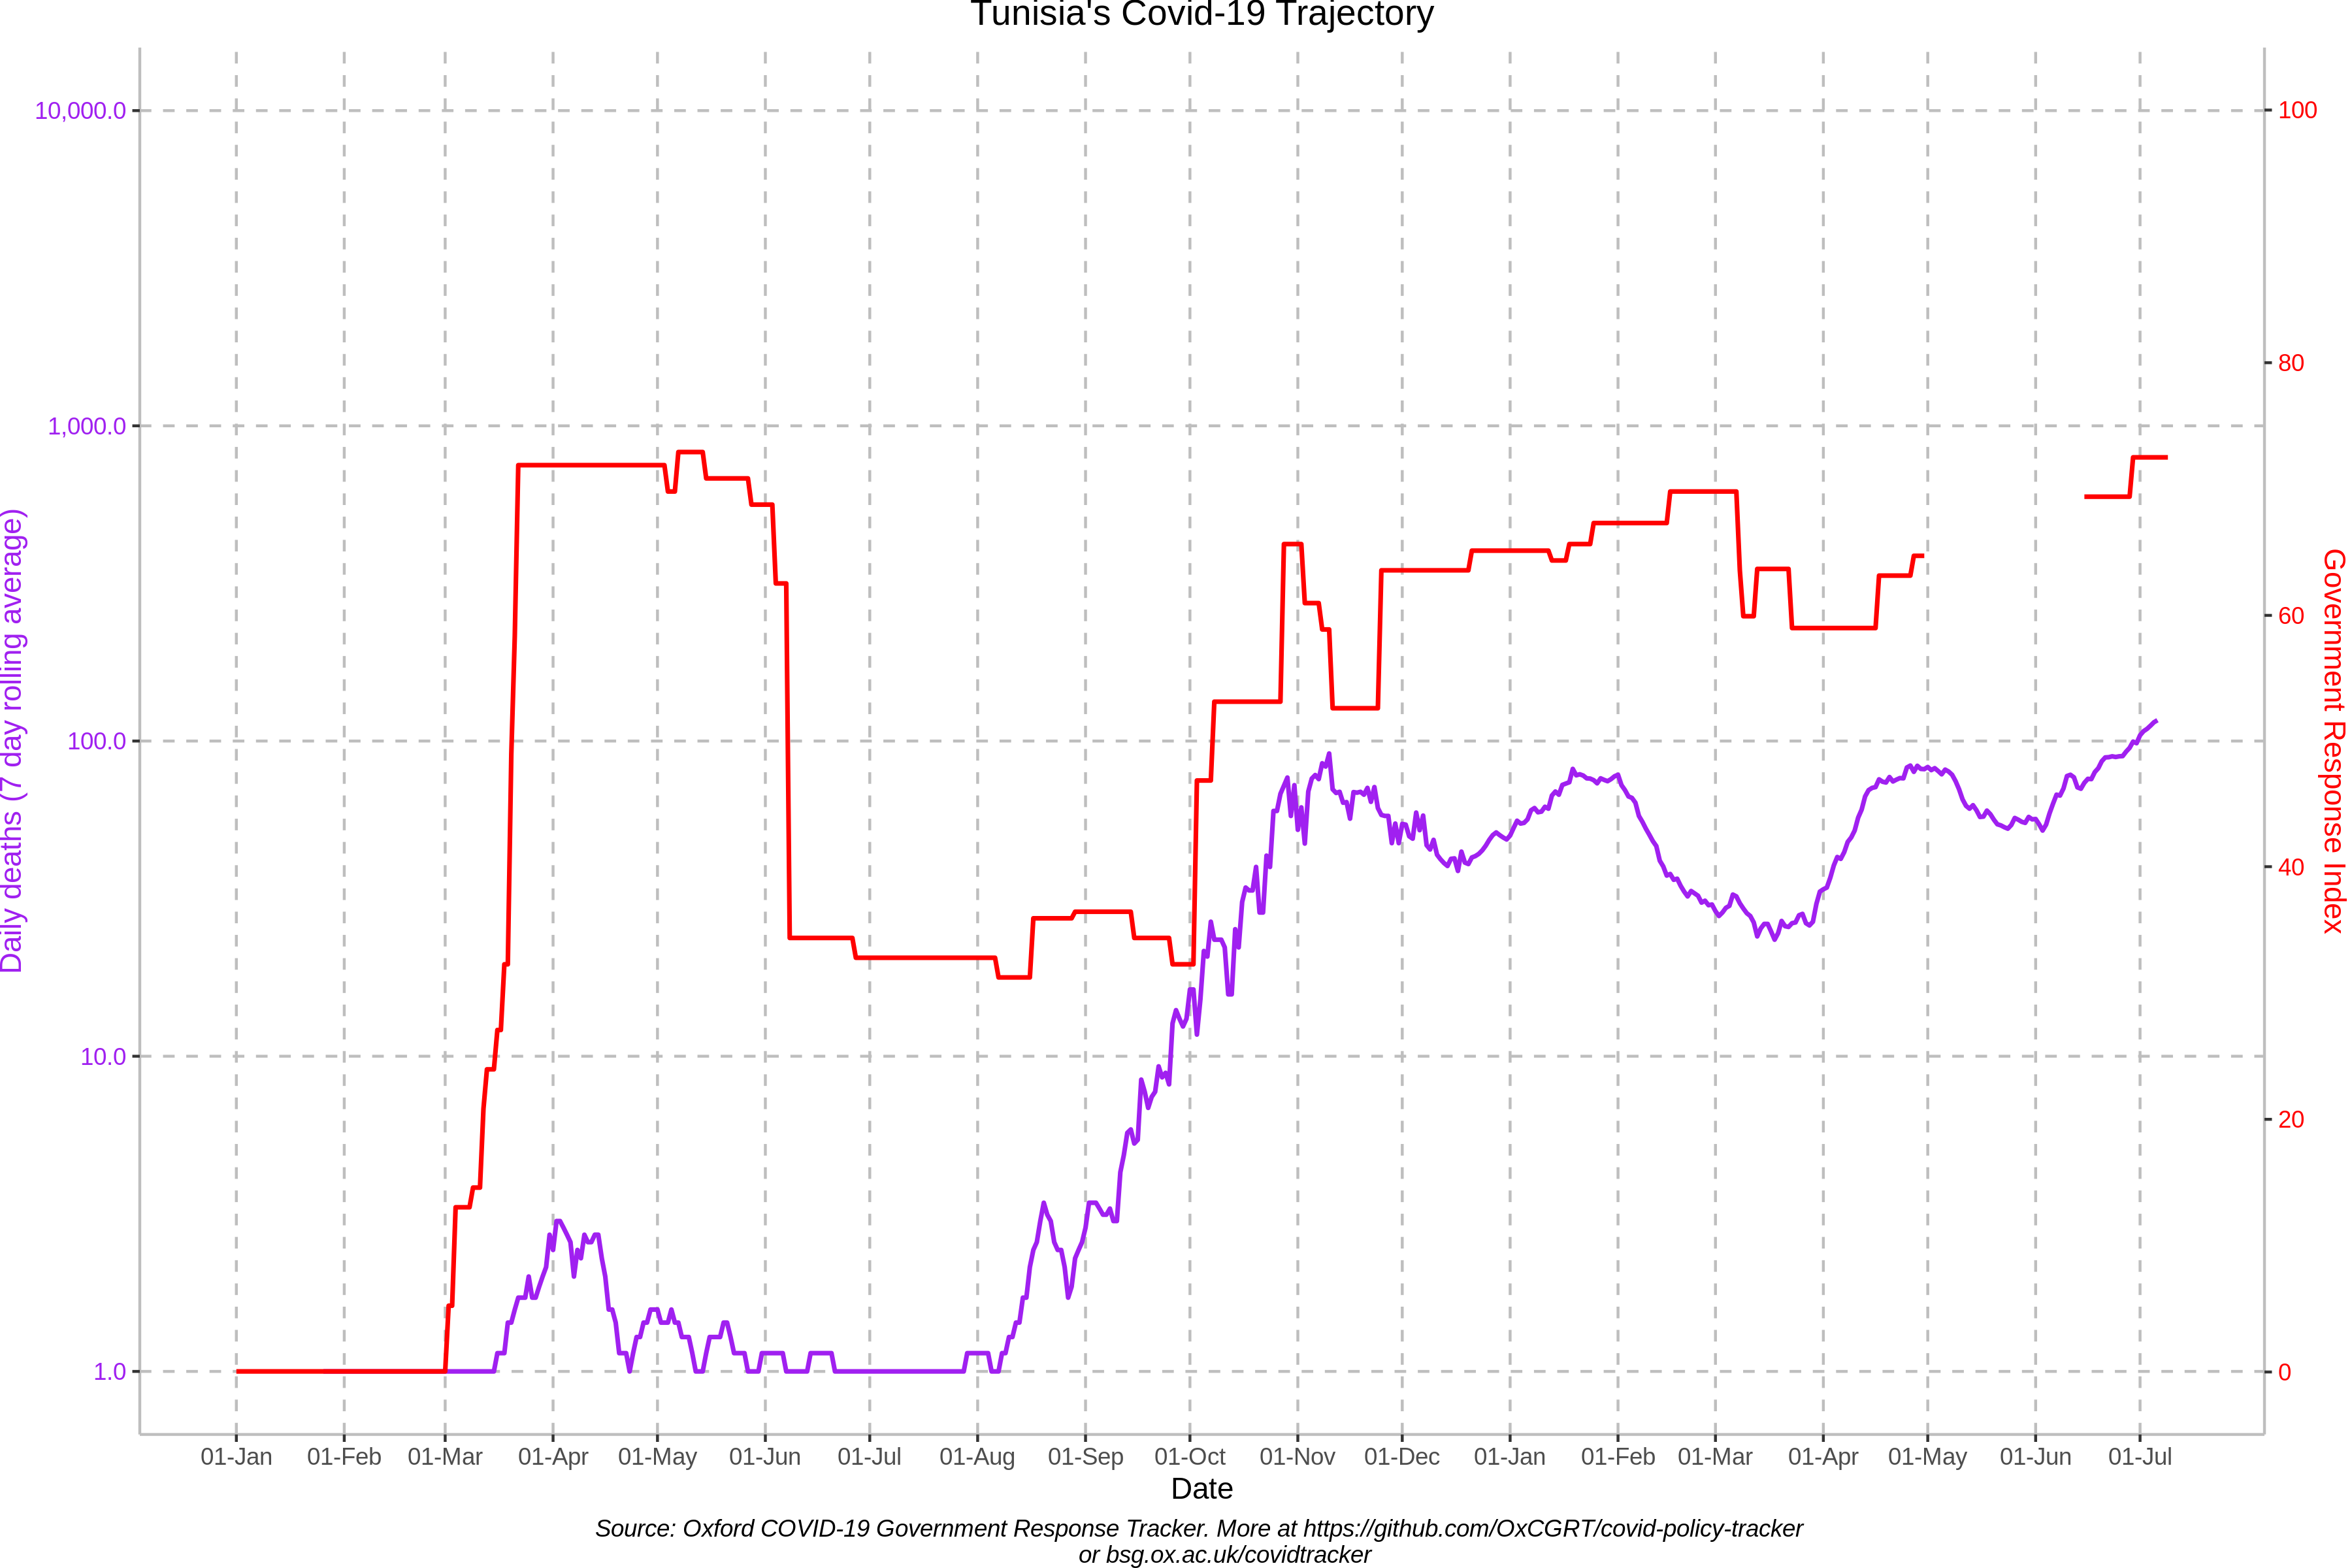 Tunisia's Covid-19 Trajectory
10,000.0
1,000.0
100.0
10.0
1.0
Daily deaths (7 day rolling average)
100
80
60
40
20
0
Government Response Index
01-Jan 01-Feb 01-Mar 01-Apr 01-May 01-Jun 01-Jul 01-Aug 01-Sep 01-Oct 01-Nov 01-Dec 01-Jan 01-Feb 01-Mar 01-Apr 01-May 01-Jun 01-Jul
Date
Source: Oxford COVID-19 Government Response Tracker. More at https://github.com/OxCGRT/covid-policy-tracker
or bsg.ox.ac.uk/covidtracker